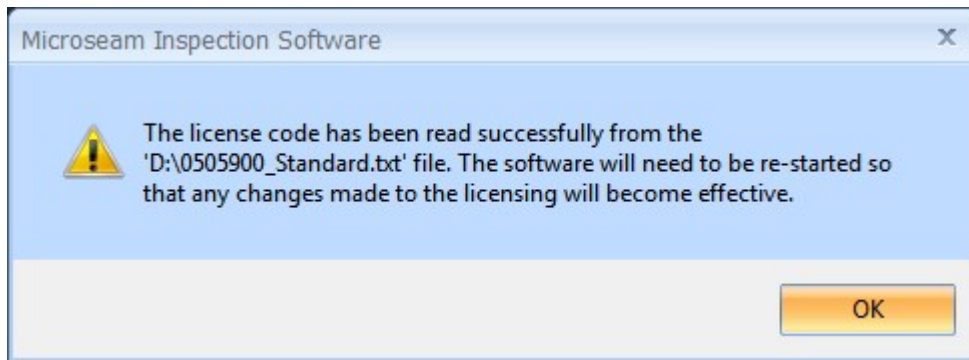 Microseam Inspection Software
The license code has been read successfully from the
'D:\0505900_Standard.txt' file. The software will need to be re-started so
that any changes made to the licensing will become effective.
OK